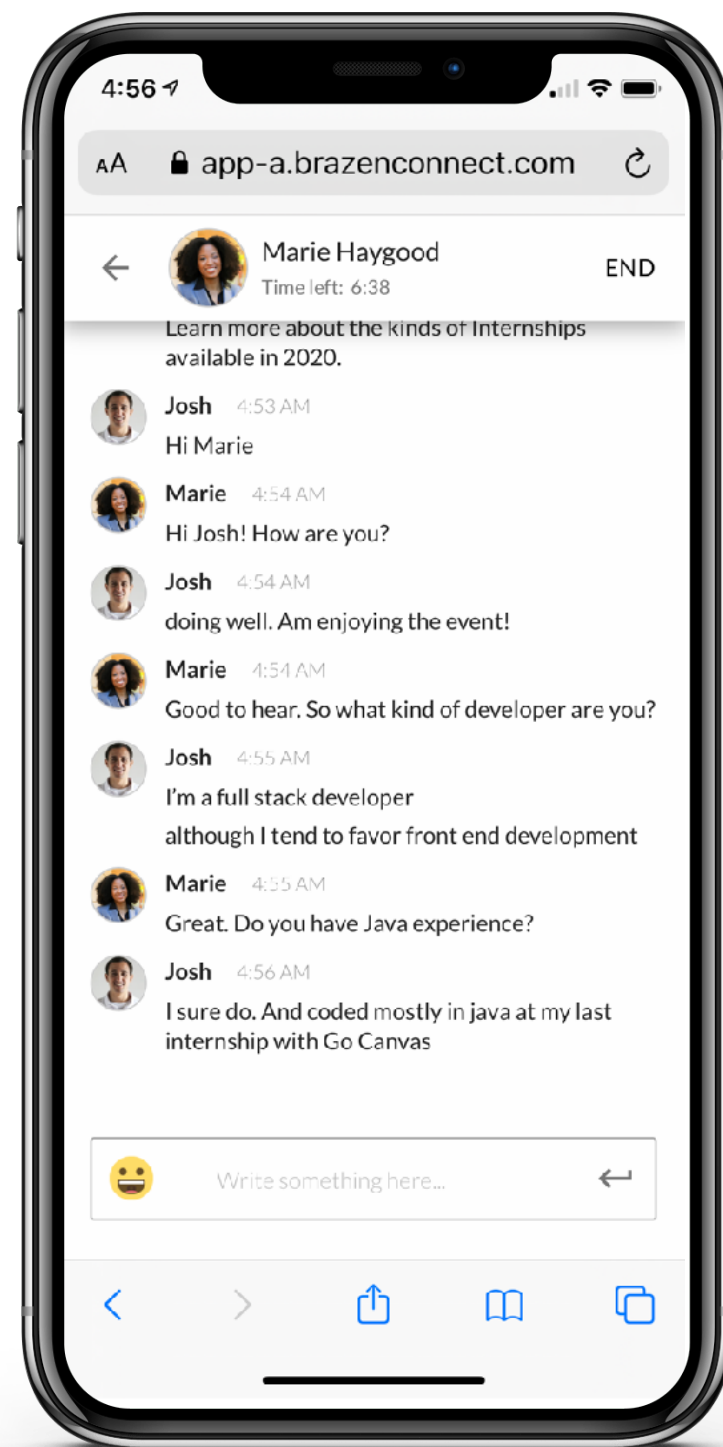 4:56
AA app-a.brazenconnect.com
Marie Haygood
Time left: 6:38
END
Learn more about the kinds of Internships
available in 2020.
Josh 4:53 AM
Hi Marie
Marie 4:54 AM
Hi Josh! How are you?
Josh 4:54 AM
doing well. Am enjoying the event!
Marie 4:54 AM
Good to hear. So what kind of developer are you?
Josh 4:55 AM
I'm a full stack developer
although I tend to favor front end development
Marie 4:55 AM
Great. Do you have Java experience?
Josh 4:56 AM
I sure do. And coded mostly in java at my last
internship with Go Canvas
Write something here...